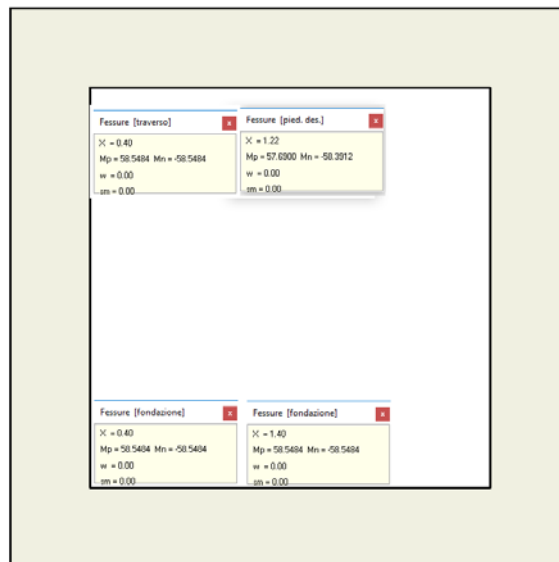 Fessure [traverso] x
X = 0.40
Mp = 58.5484 Mn = -58.5484
w = 0.00
sm = 0.00
Fessure [pied. des.] x
X = 1.22
Mp = 57.6900 Mn = -58.3912
w = 0.00
sm = 0.00
Fessure [fondazione] x
X = 0.40
Mp = 58.5484 Mn = -58.5484
w = 0.00
sm = 0.00
Fessure [fondazione] x
X = 1.40
Mp = 58.5484 Mn = -58.5484
w = 0.00
sm = 0.00